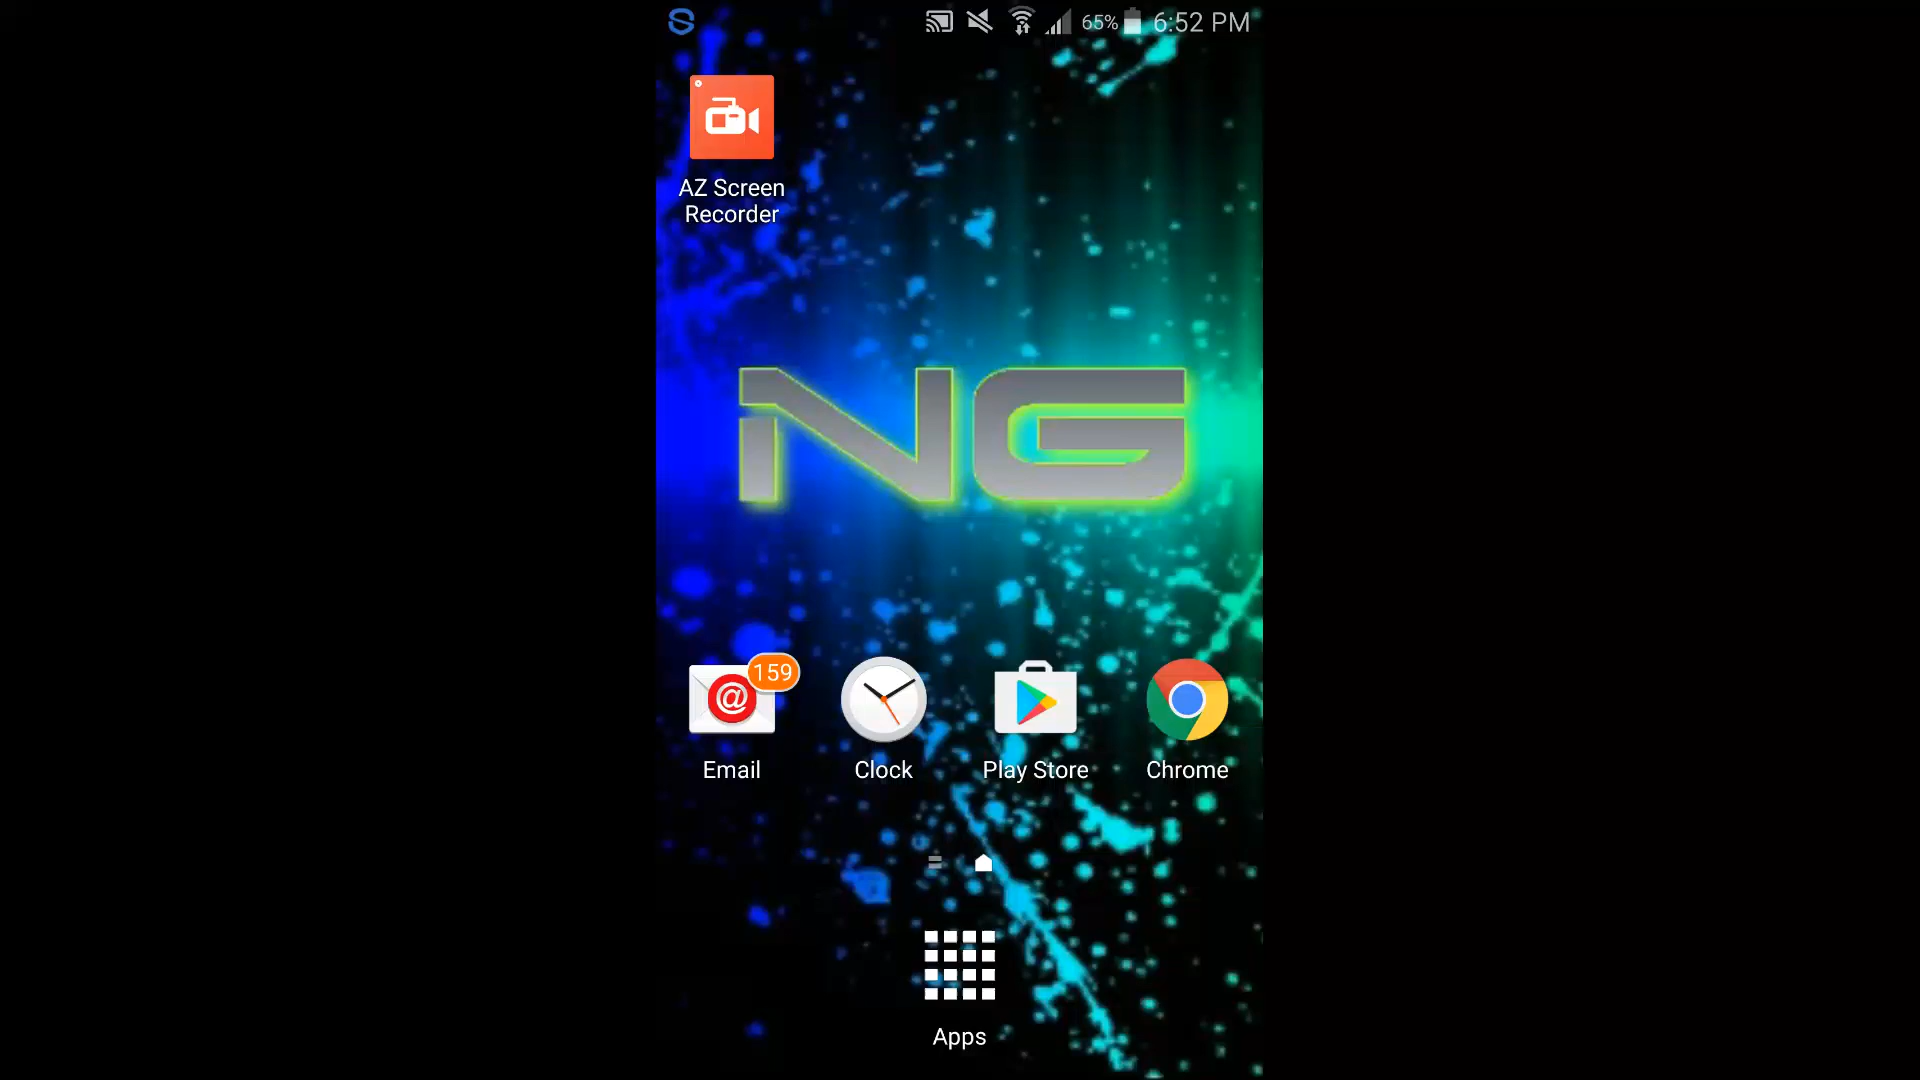 65% 6:52 PM
AZ Screen
Recorder
NG
159
Email
Clock
Play Store
Chrome
Apps